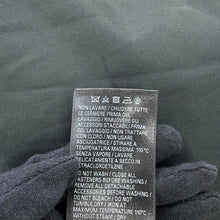 NON LAVARE / CHIUDERE TUTTE
LE CERNIERE PRIMA DEL
LAVAGGIO / RIMUOVERE GLI
ACCESSORI STACCABILI PRIMA
DEL LAVAGGIO / NON TRATTARE
CON CLORO / NON USARE
ASCIUGATRICE / STIRARE A
TEMPERATURA MASSIMA 110°C
SENZA VAPORE / LAVARE
DELICATAMENTE A SECCO IN
TETRACLOROETILENE
DO NOT WASH / CLOSE ALL
FASTENERS BEFORE WASHING /
REMOVE DETACHABLE
ACCESSORIES BEFORE WASHING /
DO NOT BLEACH / DO NOT
TUMBLE DRY / IRON AT
MAXIMUM TEMPERATURE 110°C
WITHOUT STEAM / DRY